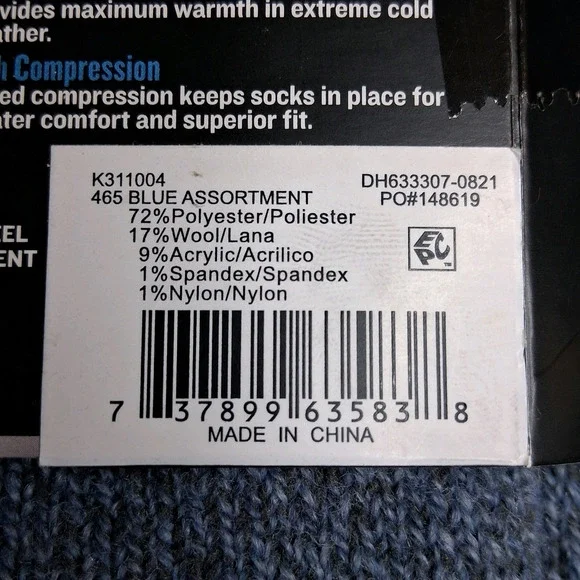 vides maximum warmth in extreme cold
ather.
h Compression
ed compression keeps socks in place for
ater comfort and superior fit.
EEL
ENT
K311004
DH633307-0821
465 BLUE ASSORTMENT
PO#148619
72%Polyester/Poliester
17%Wool/Lana
9%Acrylic/Acrilico
1%Spandex/Spandex
1%Nylon/Nylon
EPC™
7 37899 63583 8
MADE IN CHINA